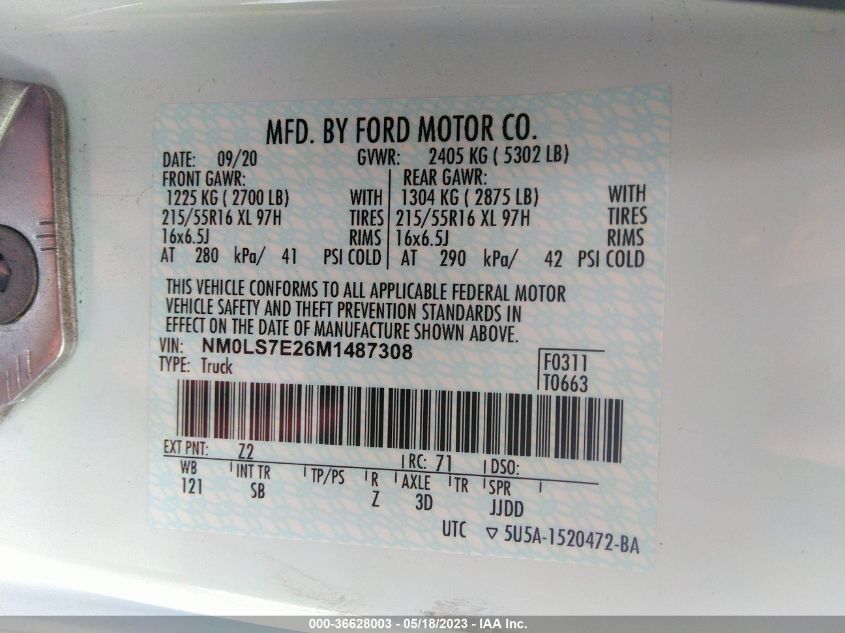 MFD. BY FORD MOTOR CO.
DATE: 09/20 GVWR: 2405 KG ( 5302 LB)
FRONT GAWR: REAR GAWR:
1225 KG ( 2700 LB) WITH 1304 KG ( 2875 LB) WITH
215/55R16 XL 97H TIRES 215/55R16 XL 97H TIRES
16x6.5J RIMS 16x6.5J RIMS
AT 280 kPa/ 41 PSI COLD AT 290 kPa/ 42 PSI COLD
THIS VEHICLE CONFORMS TO ALL APPLICABLE FEDERAL MOTOR
VEHICLE SAFETY AND THEFT PREVENTION STANDARDS IN
EFFECT ON THE DATE OF MANUFACTURE SHOWN ABOVE.
VIN: NM0LS7E26M1487308
TYPE: Truck
F0311
T0663
EXT PNT: Z2 RC: 71 DSO:
WB INT TR TP/PS R AXLE TR SPR
121 SB Z 3D JJDD
UTC ▽ 5U5A-1520472-BA
000-36628003 - 05/18/2023 - IAA Inc.